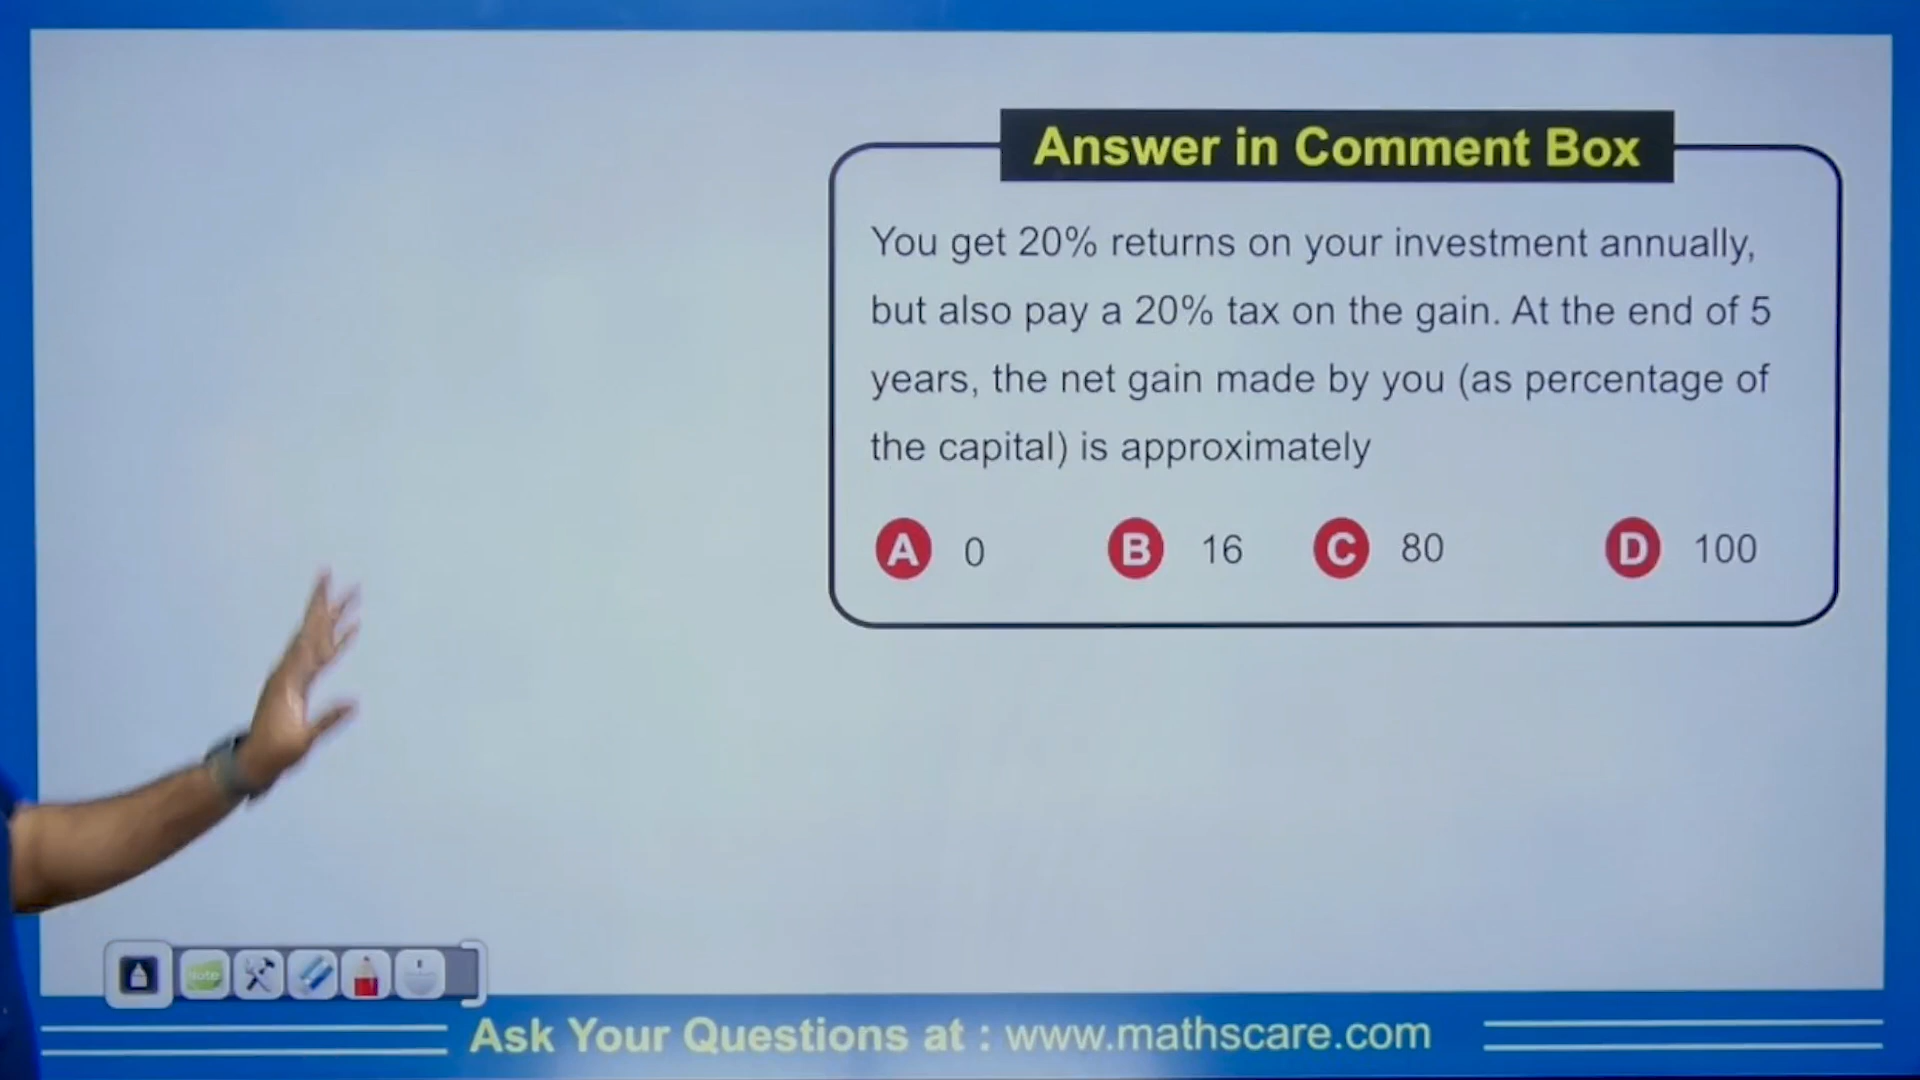 Answer in Comment Box
You get 20% returns on your investment annually,
but also pay a 20% tax on the gain. At the end of 5
years, the net gain made by you (as percentage of
the capital) is approximately
A 0 B 16 C 80 D 100
Note
Ask Your Questions at : www.mathscare.com